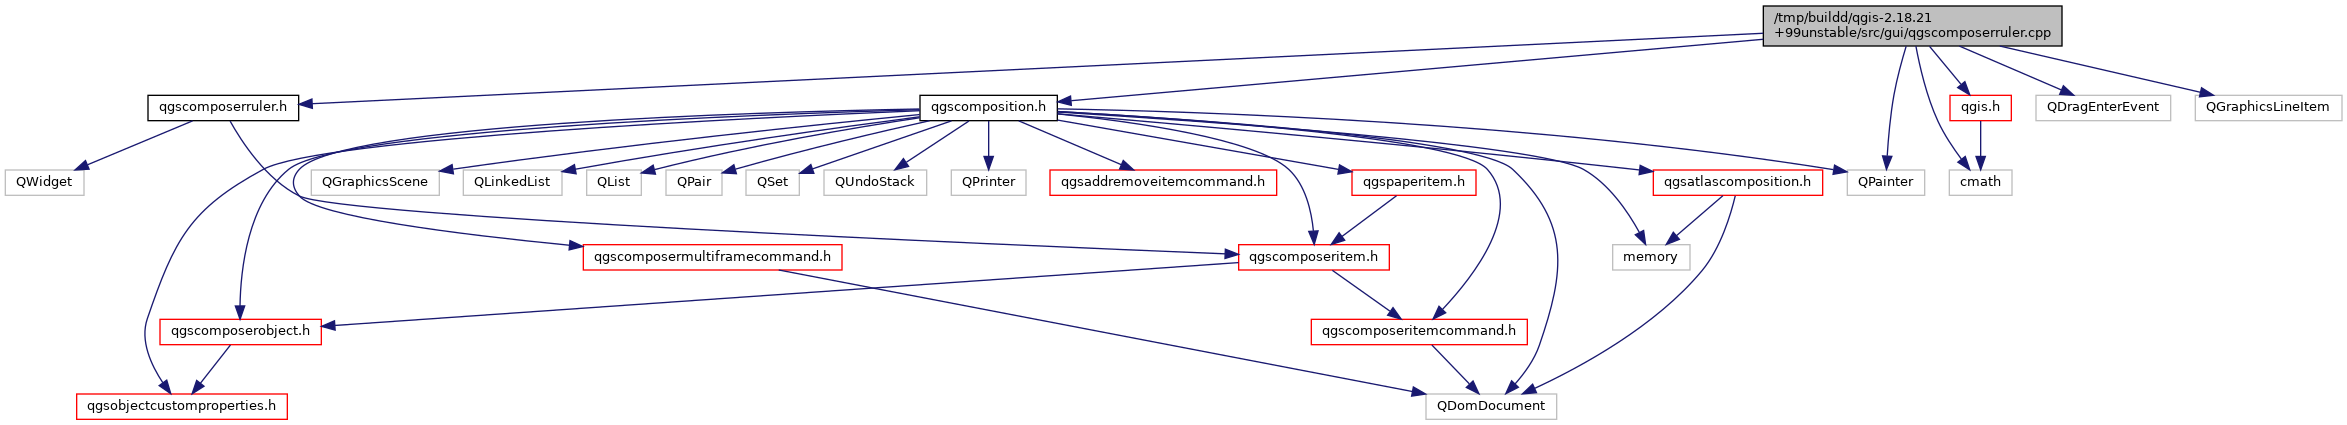 /tmp/buildd/qgis-2.18.21
+99unstable/src/gui/qgscomposerruler.cpp
qgscomposerruler.h
qgscomposition.h
qgis.h
QDragEnterEvent
QGraphicsLineItem
QWidget
QGraphicsScene
QLinkedList
QList
QPair
QSet
QUndoStack
QPrinter
qgsaddremoveitemcommand.h
qgspaperitem.h
qgsatlascomposition.h
QPainter
cmath
qgscomposermultiframecommand.h
qgscomposeritem.h
memory
qgscomposerobject.h
qgscomposeritemcommand.h
qgsobjectcustomproperties.h
QDomDocument